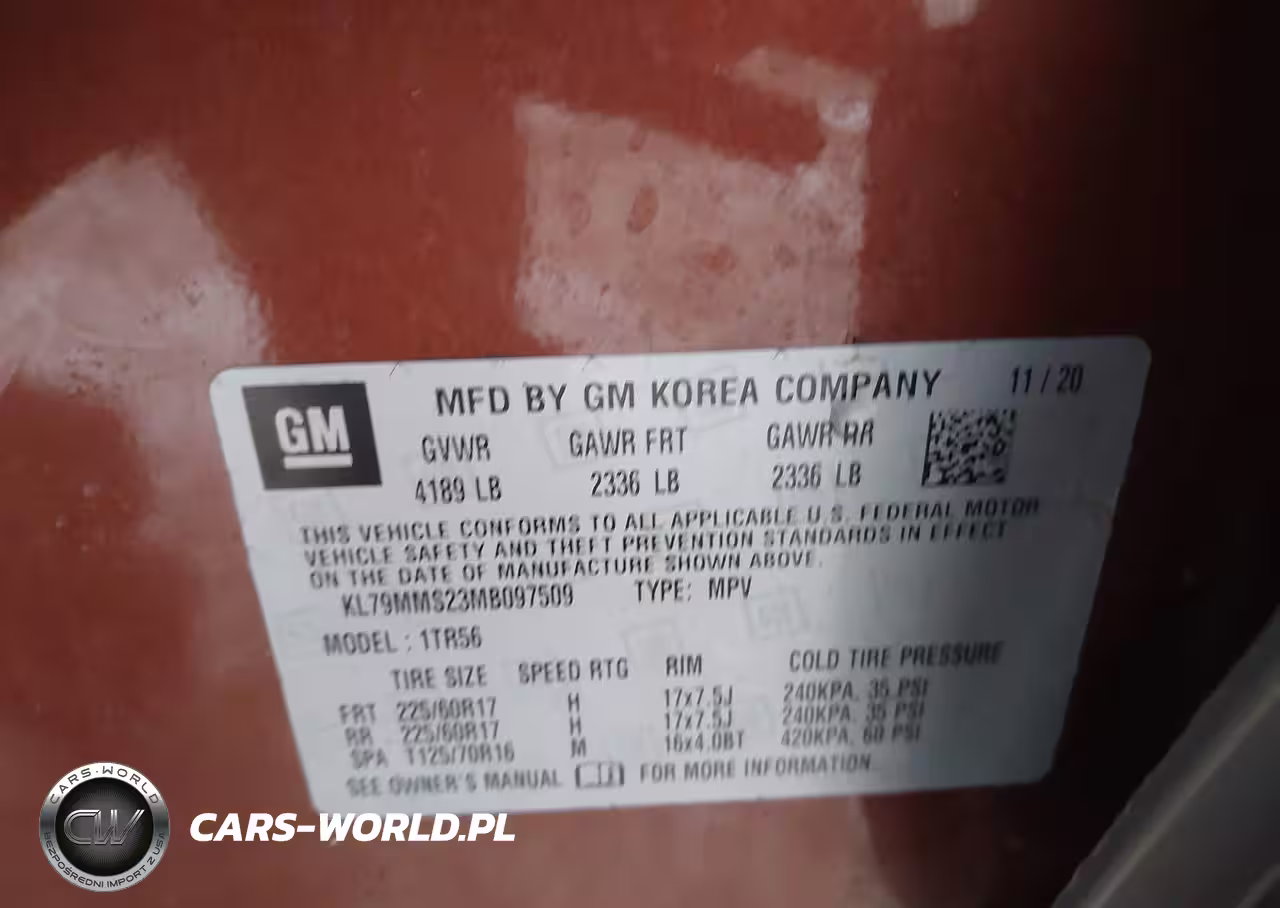 GM
MFD BY GM KOREA COMPANY 11 / 20
GVWR GAWR FRT GAWR RR
4189 LB 2336 LB 2336 LB
THIS VEHICLE CONFORMS TO ALL APPLICABLE U.S. FEDERAL MOTOR
VEHICLE SAFETY AND THEFT PREVENTION STANDARDS IN EFFECT
ON THE DATE OF MANUFACTURE SHOWN ABOVE.
KL79MMS23MB097509 TYPE: MPV
MODEL : 1TR56
TIRE SIZE SPEED RTG RIM COLD TIRE PRESSURE
FRT 225/60R17 H 17x7.5J 240KPA, 35 PSI
RR 225/60R17 H 17x7.5J 240KPA, 35 PSI
SPA T125/70R16 M 16x4.0BT 420KPA, 60 PSI
SEE OWNER'S MANUAL FOR MORE INFORMATION.
CARS-WORLD
CW
BEZPOŚREDNI IMPORT Z USA
CARS-WORLD.PL